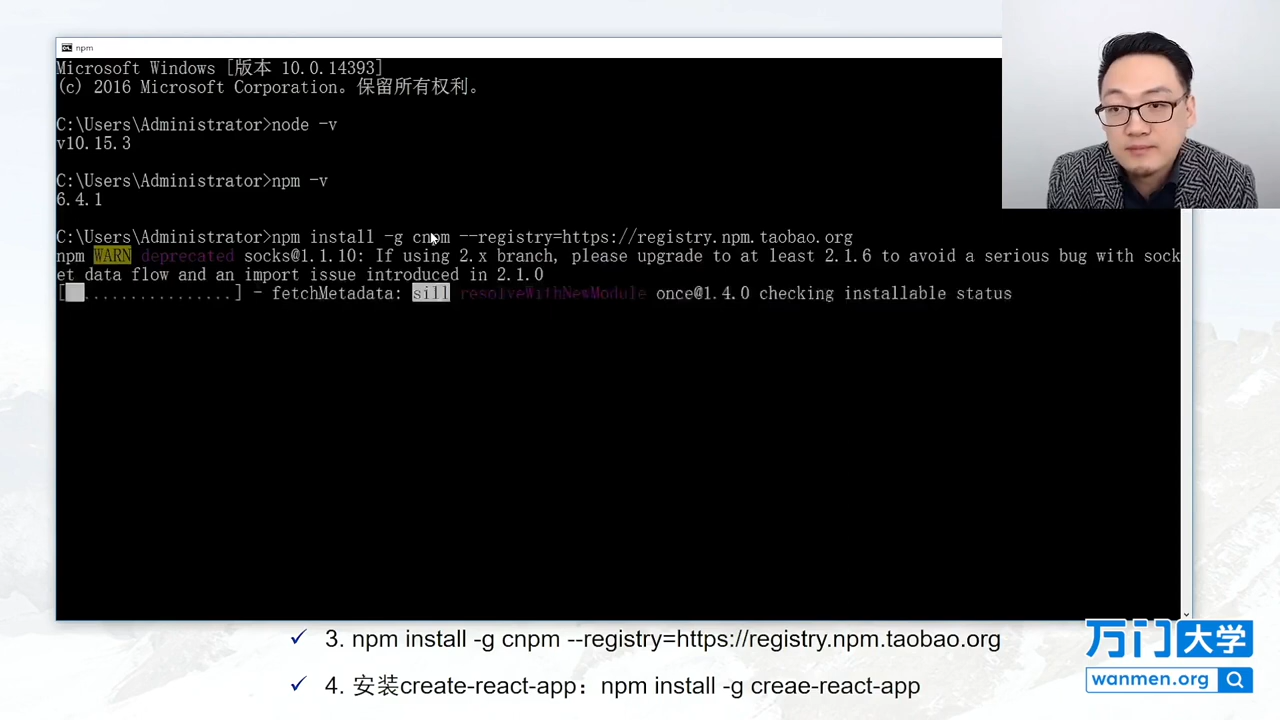 npm
Microsoft Windows [版本 10.0.14393]
(c) 2016 Microsoft Corporation。保留所有权利。
C:\Users\Administrator>node -v
v10.15.3
C:\Users\Administrator>npm -v
6.4.1
C:\Users\Administrator>npm install -g cnpm --registry=https://registry.npm.taobao.org
npm WARN deprecated socks@1.1.10: If using 2.x branch, please upgrade to at least 2.1.6 to avoid a serious bug with sock
et data flow and an import issue introduced in 2.1.0
[ ................] - fetchMetadata: sill resolveWithNewModule once@1.4.0 checking installable status
✓ 3. npm install -g cnpm --registry=https://registry.npm.taobao.org
✓ 4. 安装create-react-app：npm install -g creae-react-app
万门大学
wanmen.org